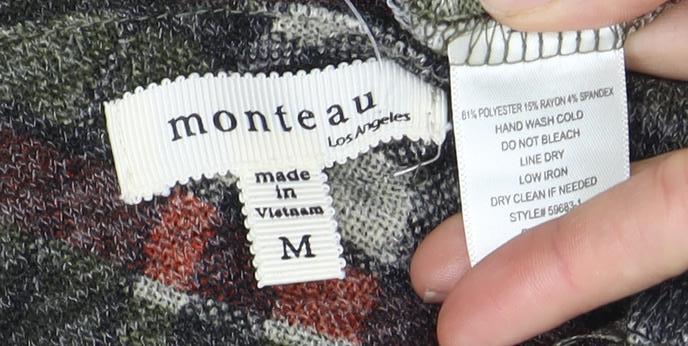 monteau
Los Angeles
made
in
Vietnam
M
81% POLYESTER 15% RAYON 4% SPANDEX
HAND WASH COLD
DO NOT BLEACH
LINE DRY
LOW IRON
DRY CLEAN IF NEEDED
STYLE# 59683-1